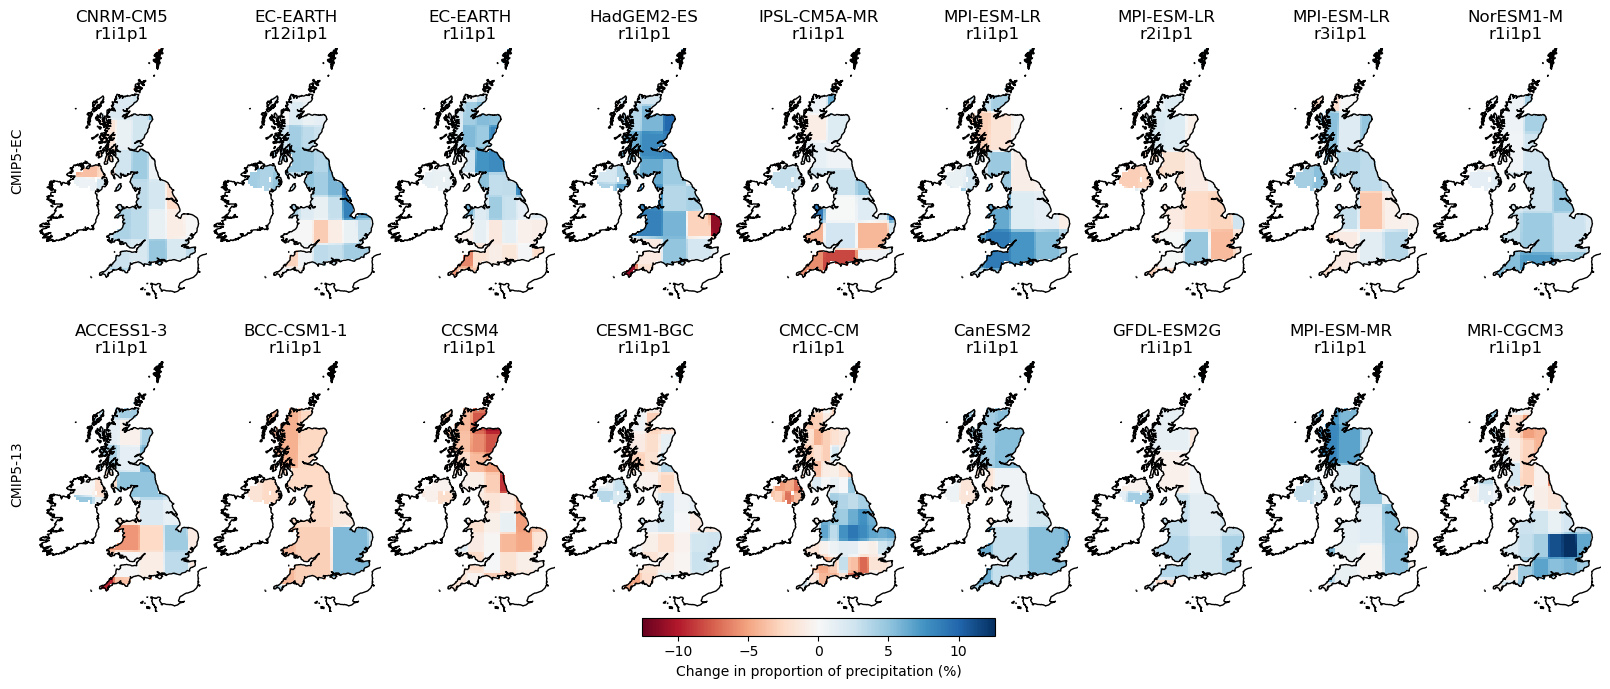 CNRM-CM5 EC-EARTH EC-EARTH HadGEM2-ES IPSL-CM5A-MR MPI-ESM-LR MPI-ESM-LR MPI-ESM-LR NorESM1-M
r1i1p1 r12i1p1 r1i1p1 r1i1p1 r1i1p1 r1i1p1 r2i1p1 r3i1p1 r1i1p1
CMIP5-EC
ACCESS1-3 BCC-CSM1-1 CCSM4 CESM1-BGC CMCC-CM CanESM2 GFDL-ESM2G MPI-ESM-MR MRI-CGCM3
r1i1p1 r1i1p1 r1i1p1 r1i1p1 r1i1p1 r1i1p1 r1i1p1 r1i1p1 r1i1p1
CMIP5-13
−10 −5 0 5 10
Change in proportion of precipitation (%)